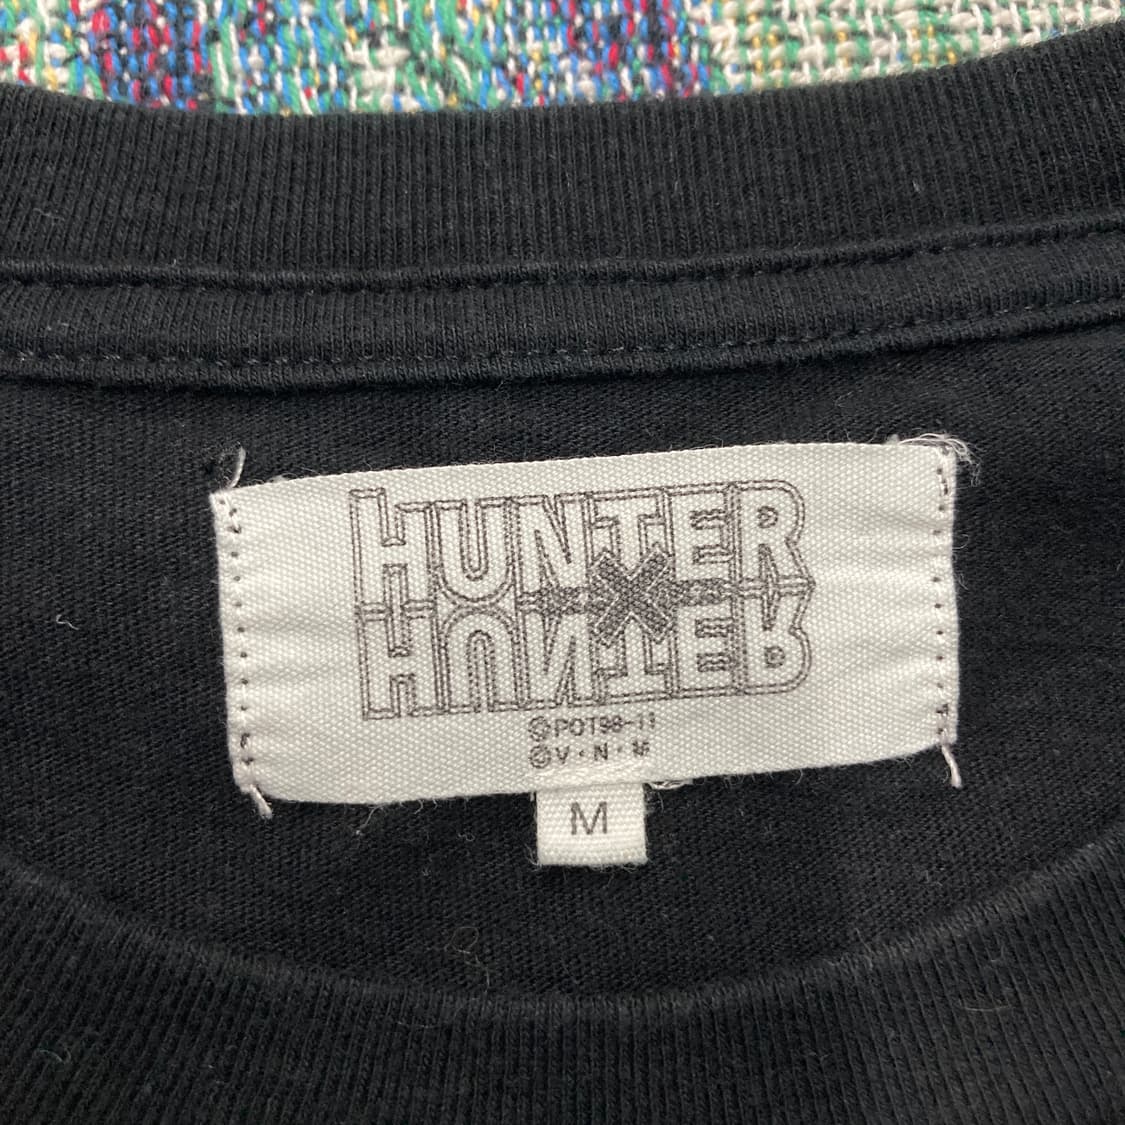 HUNTER
X
HUNTER
©POT98-11
©V・N・M
M